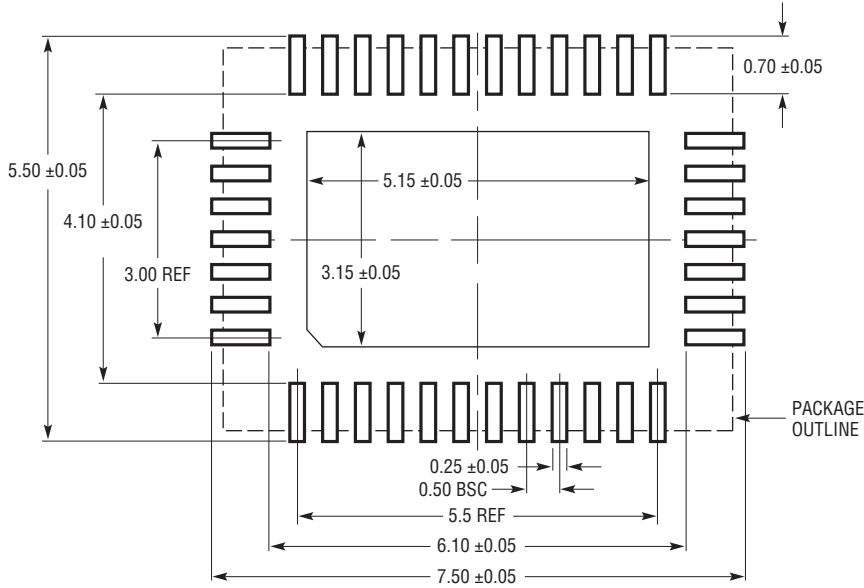 0.70 ±0.05
5.50 ±0.05
5.15 ±0.05
4.10 ±0.05
3.00 REF
3.15 ±0.05
PACKAGE
OUTLINE
0.25 ±0.05
0.50 BSC
5.5 REF
6.10 ±0.05
7.50 ±0.05